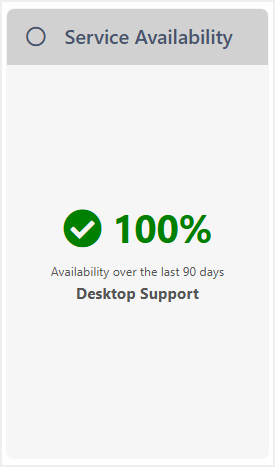 Service Availability
100%
Availability over the last 90 days
Desktop Support